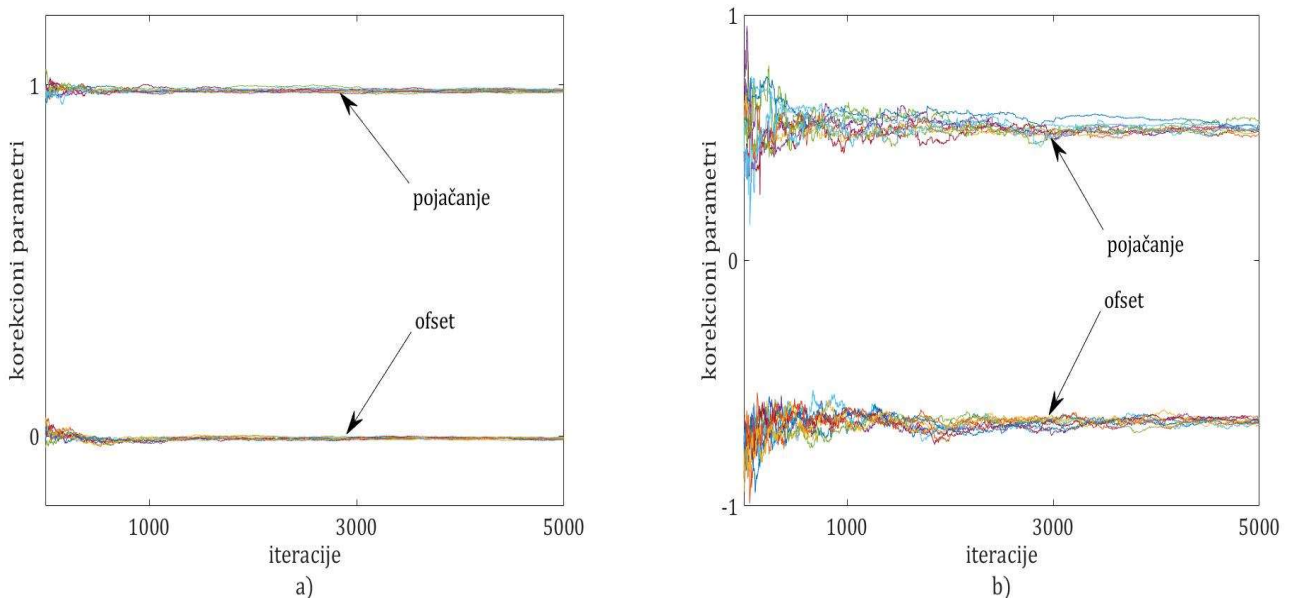 korekcioni parametri
1
0
pojačanje
ofset
1000
3000
5000
iteracije
a)
korekcioni parametri
1
0
-1
pojačanje
ofset
1000
3000
5000
iteracije
b)